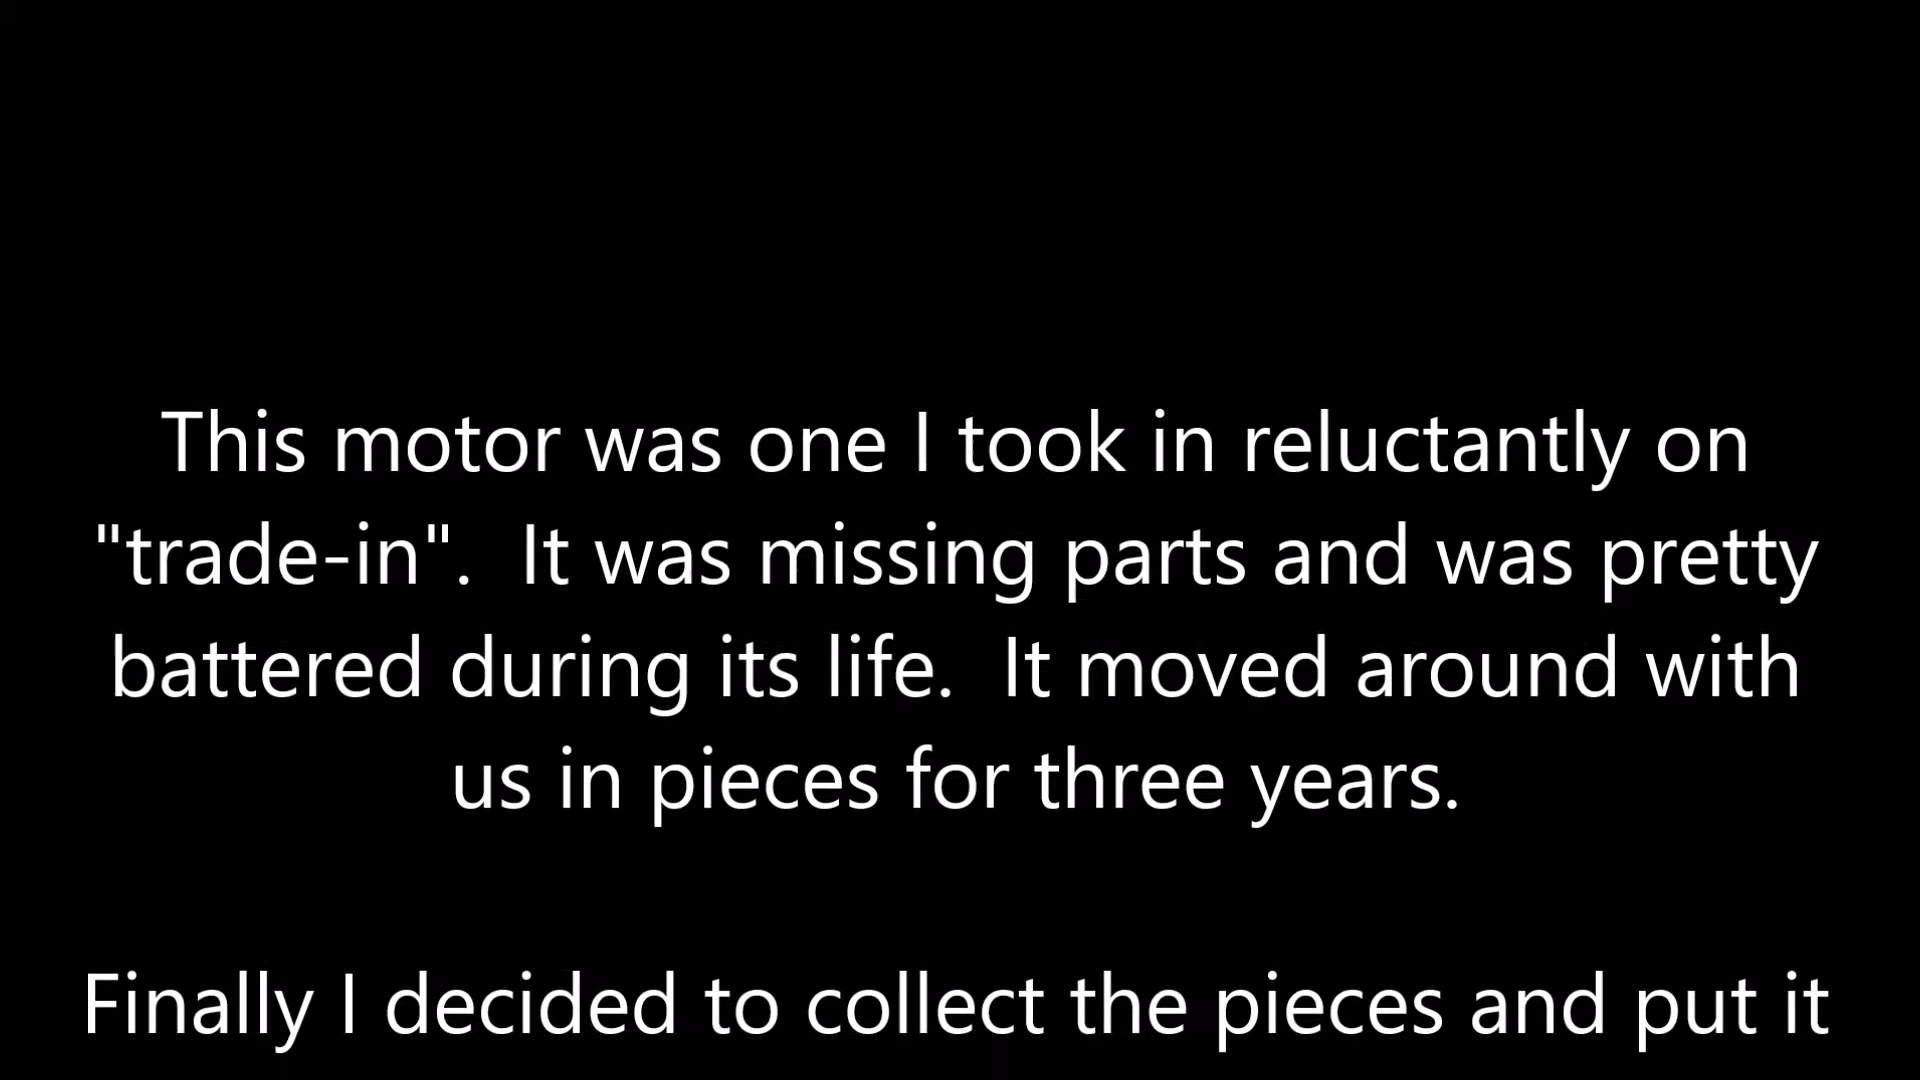 This motor was one I took in reluctantly on
"trade-in".  It was missing parts and was pretty
battered during its life.  It moved around with
us in pieces for three years.
Finally I decided to collect the pieces and put it